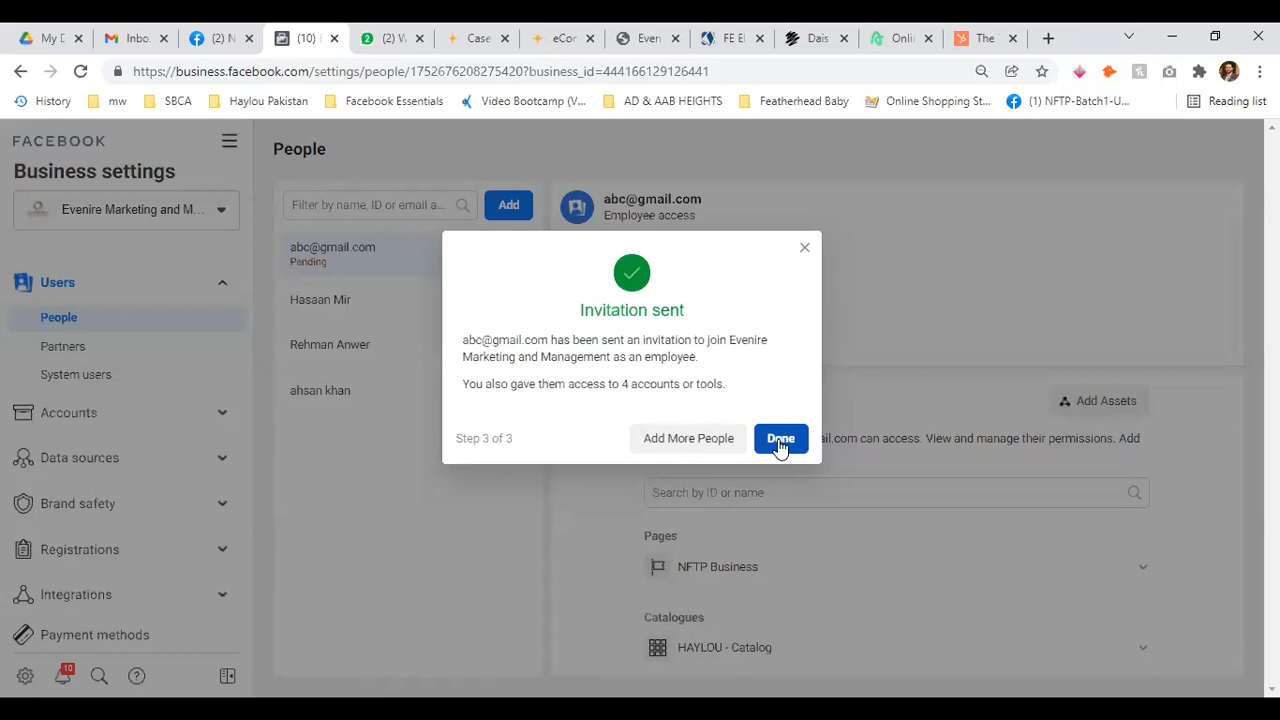 My D
Inbo.
(2) N
(10)
(2) W
Case
eCor
Even
FE El
Dais
Onlin
The
https://business.facebook.com/settings/people/175267620827542?business_id=444166129126441
History
mw
SBCA
Haylou Pakistan
Facebook Essentials
Video Bootcamp (V...
AD & AAB HEIGHTS
Featherhead Baby
Online Shopping St...
(1) NFTP-Batch1-U...
Reading list
FACEBOOK
Business settings
Evenire Marketing and M...
Users
People
Partners
System users
Accounts
Data sources
Brand safety
Registrations
Integrations
Payment methods
10
People
Filter by name, ID or email a...
Add
abc@gmail.com
Pending
Hasaan Mir
Rehman Anwer
ahsan khan
abc@gmail.com
Employee access
Invitation sent
abc@gmail.com has been sent an invitation to join Evenire
Marketing and Management as an employee.
You also gave them access to 4 accounts or tools.
Step 3 of 3
Add More People
Done
Add Assets
ail.com can access. View and manage their permissions. Add
Search by ID or name
Pages
NFTP Business
Catalogues
HAYLOU - Catalog